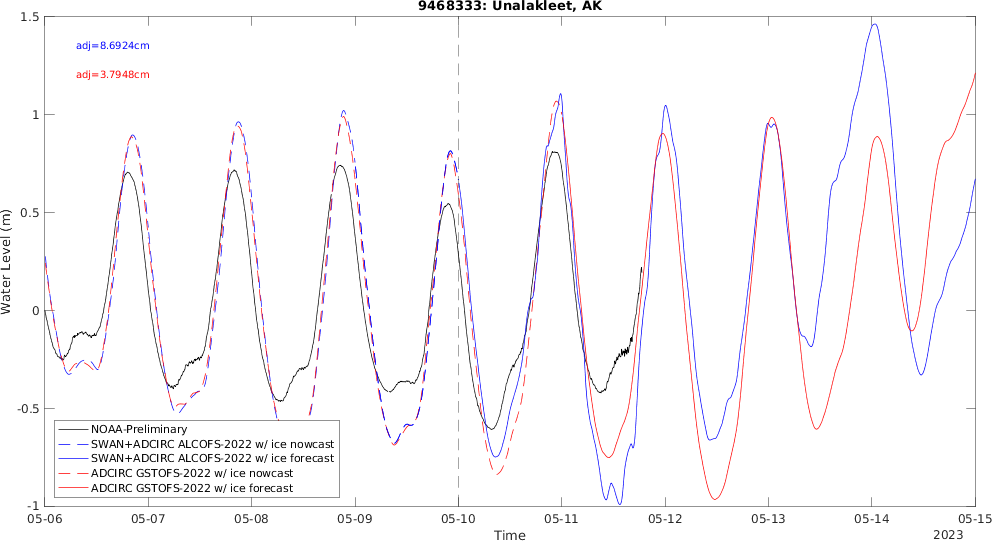 9468333: Unalakleet, AK
adj=8.6924cm
adj=3.7948cm
Water Level (m)
1.5
1
0.5
0
-0.5
-1
NOAA-Preliminary
SWAN+ADCIRC ALCOFS-2022 w/ ice nowcast
SWAN+ADCIRC ALCOFS-2022 w/ ice forecast
ADCIRC GSTOFS-2022 w/ ice nowcast
ADCIRC GSTOFS-2022 w/ ice forecast
05-06 05-07 05-08 05-09 05-10 05-11 05-12 05-13 05-14 05-15
Time
2023